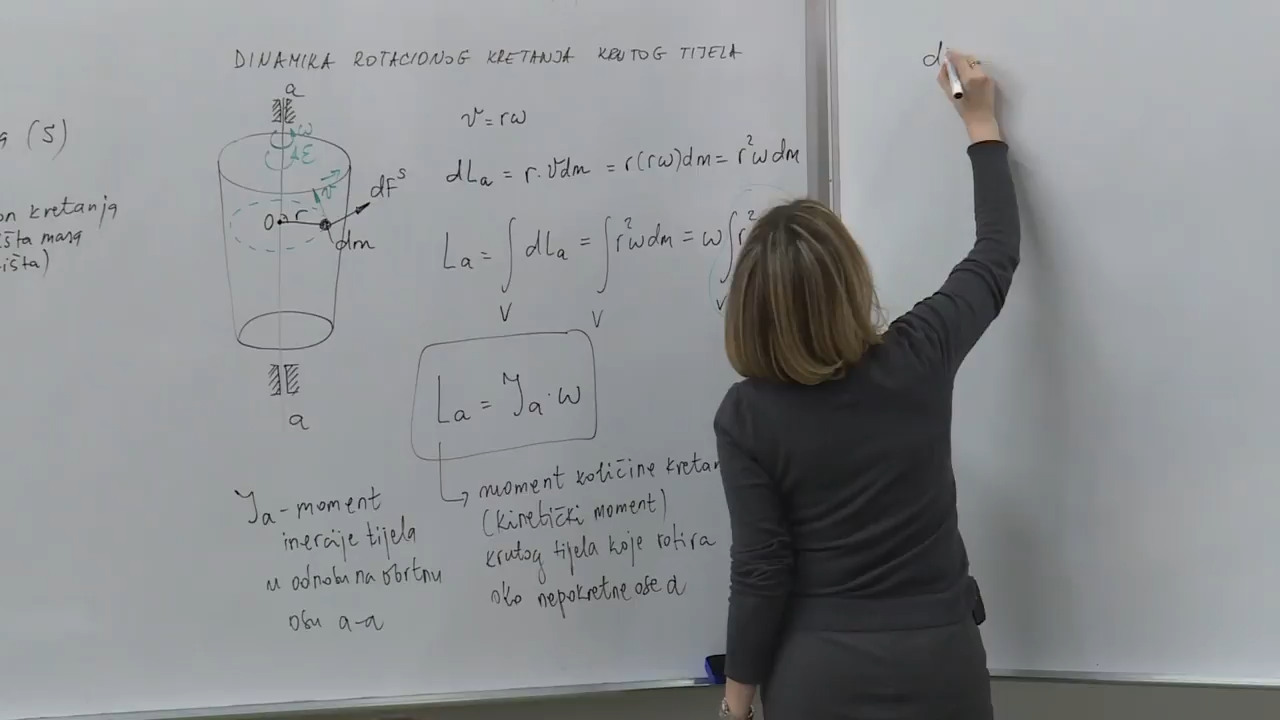 DINAMIKA ROTACIONOG KRETANJA KRUTOG TIJELA
(5)
kretanja
masa
a
ω
dε
v
dF^s
O r
dm
a
v = rω
dL_a = r · v dm = r(rω)dm = r²ω dm
L_a = ∫ dL_a = ∫ r²ω dm = ω ∫ r²
V V V
L_a = J_a · ω
J_a - moment
inercije tijela
u odnosu na obrtnu
osu a-a
moment količine kretan
(kinetički moment)
krutog tijela koje rotira
oko nepokretne ose a
d